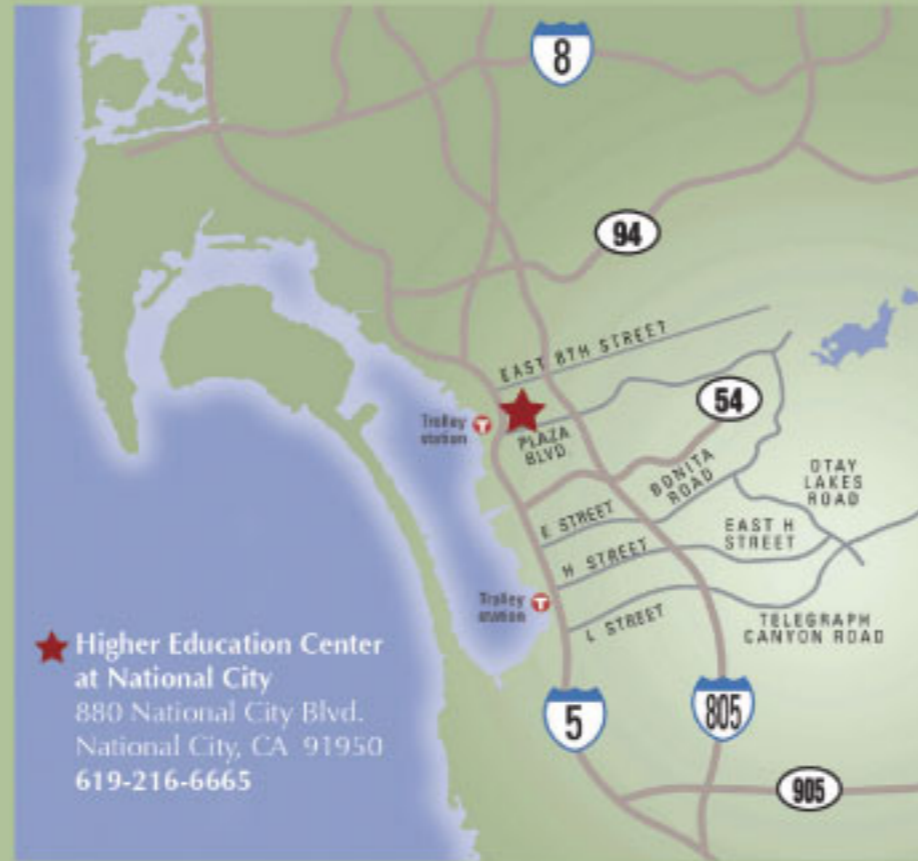 8
94
EAST 8TH STREET
54
Trolley
station
T
PLAZA
BLVD
BONITA
ROAD
OTAY
LAKES
ROAD
E STREET
EAST H
STREET
H STREET
Trolley
station
T
L STREET
TELEGRAPH
CANYON ROAD
Higher Education Center
at National City
880 National City Blvd.
National City, CA 91950
619-216-6665
5
805
905